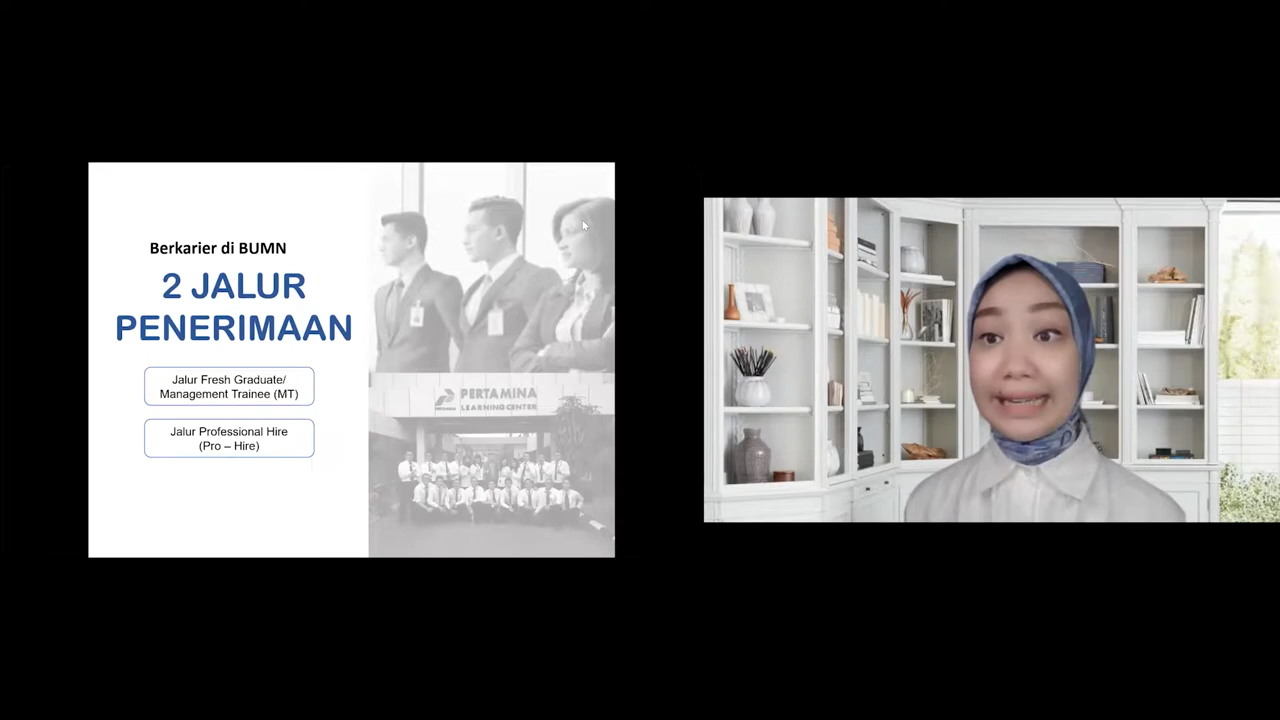 Berkarier di BUMN
2 JALUR
PENERIMAAN
Jalur Fresh Graduate/
Management Trainee (MT)
Jalur Professional Hire
(Pro – Hire)
PERTAMINA
LEARNING CENTER